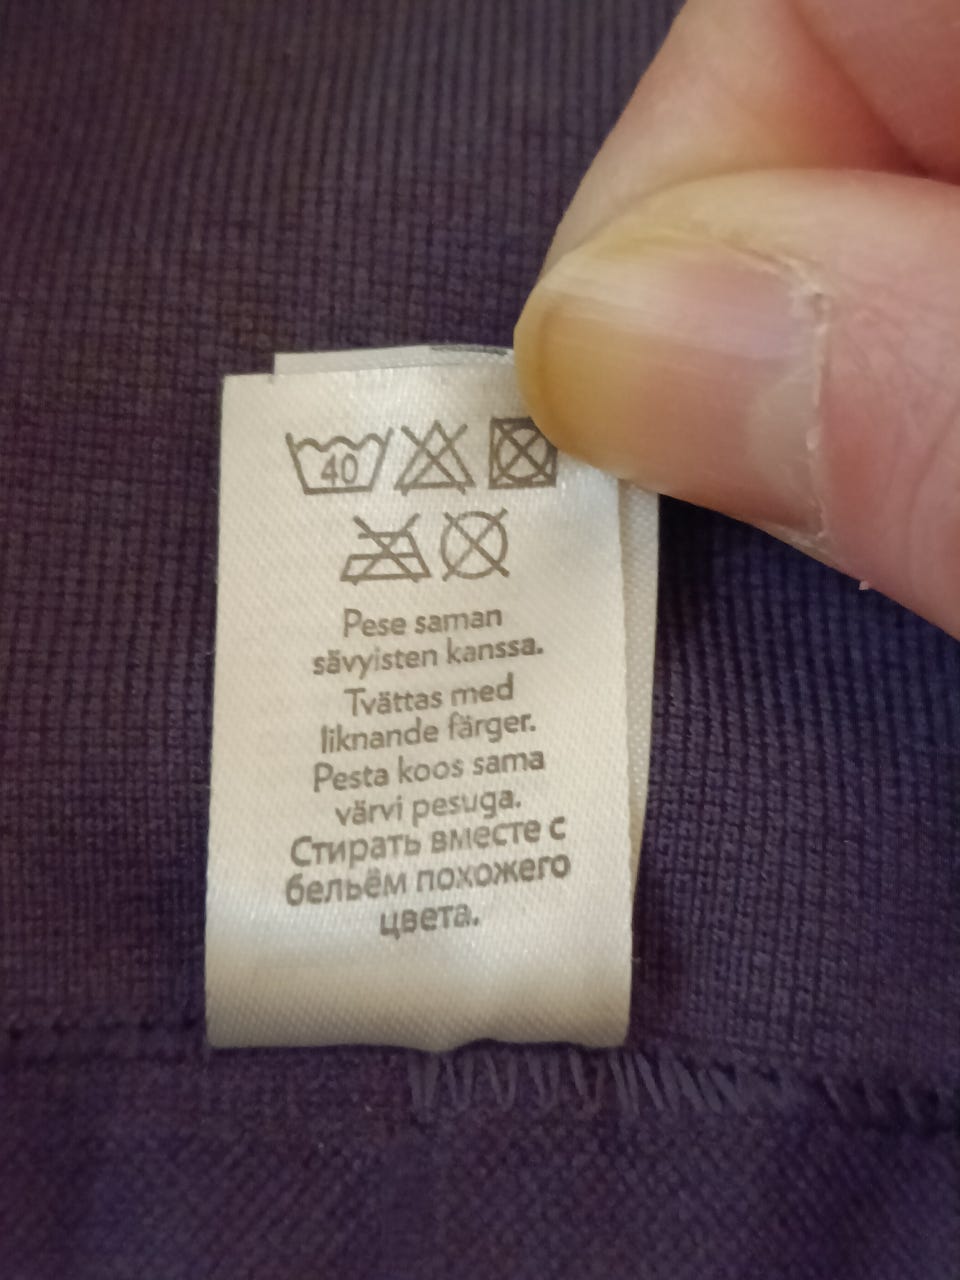 40
Pese saman
sävyisten kanssa.
Tvättas med
liknande färger.
Pesta koos sama
värvi pesuga.
Стирать вместе с
бельём похожего
цвета.